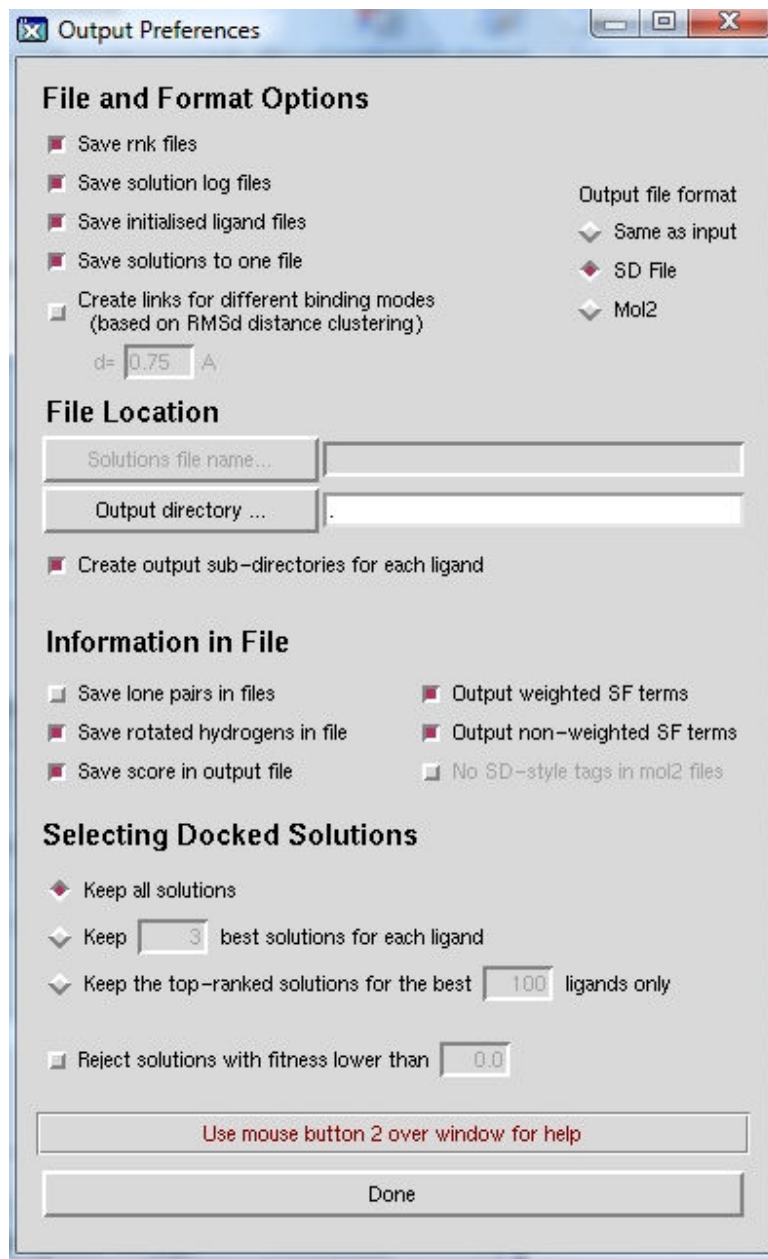 Output Preferences
File and Format Options
Save rnk files
Save solution log files
Save initialised ligand files
Save solutions to one file
Create links for different binding modes
(based on RMSd distance clustering)
d= 0.75 A
Output file format
Same as input
SD File
Mol2
File Location
Solutions file name...
Output directory ... .
Create output sub-directories for each ligand
Information in File
Save lone pairs in files
Save rotated hydrogens in file
Save score in output file
Output weighted SF terms
Output non-weighted SF terms
No SD-style tags in mol2 files
Selecting Docked Solutions
Keep all solutions
Keep 3 best solutions for each ligand
Keep the top-ranked solutions for the best 100 ligands only
Reject solutions with fitness lower than 0.0
Use mouse button 2 over window for help
Done